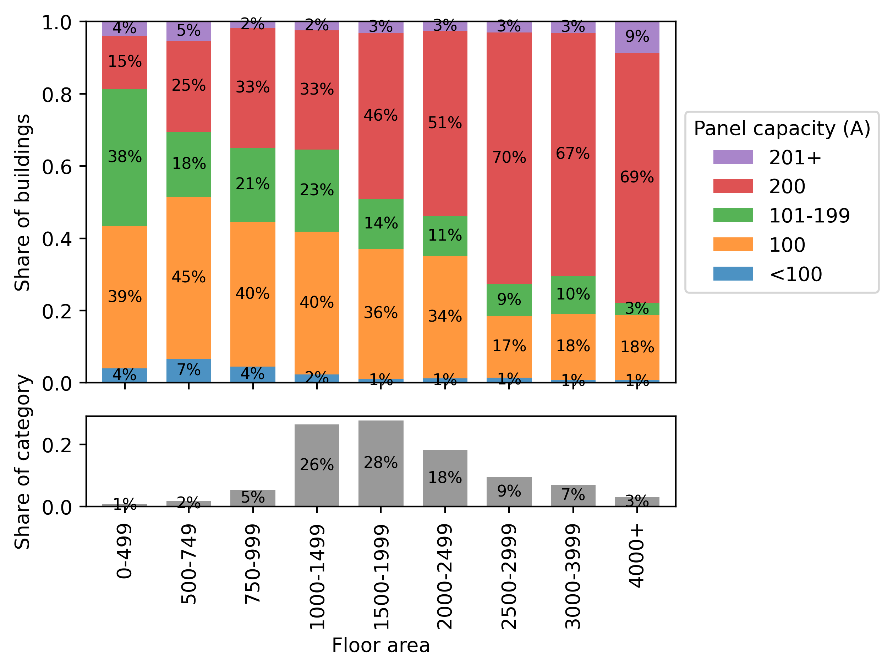 Share of buildings
1.0
0.8
0.6
0.4
0.2
0.0
4% 5% 2% 2% 3% 3% 3% 3% 9%
15% 25% 33% 33% 46% 51% 70% 67% 69%
38% 18% 21% 23% 14% 11% 9% 10% 3%
39% 45% 40% 40% 36% 34% 17% 18% 18%
4% 7% 4% 2% 1% 1% 1% 1% 1%
Panel capacity (A)
201+
200
101-199
100
<100
Share of category
0.2
0.0
1% 2% 5% 26% 28% 18% 9% 7% 3%
0-499 500-749 750-999 1000-1499 1500-1999 2000-2499 2500-2999 3000-3999 4000+
Floor area